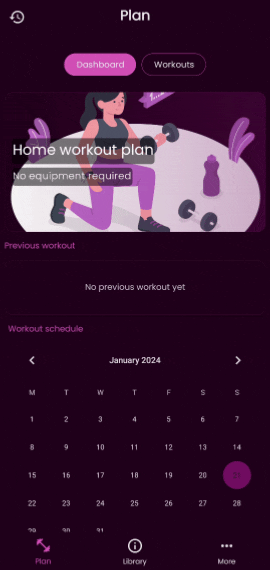 Plan
Dashboard Workouts
Home workout plan
No equipment required
Previous workout
No previous workout yet
Workout schedule
January 2024
M T W T F S S
1 2 3 4 5 6 7
8 9 10 11 12 13 14
15 16 17 18 19 20 21
22 23 24 25 26 27 28
29 30 31
Plan Library More